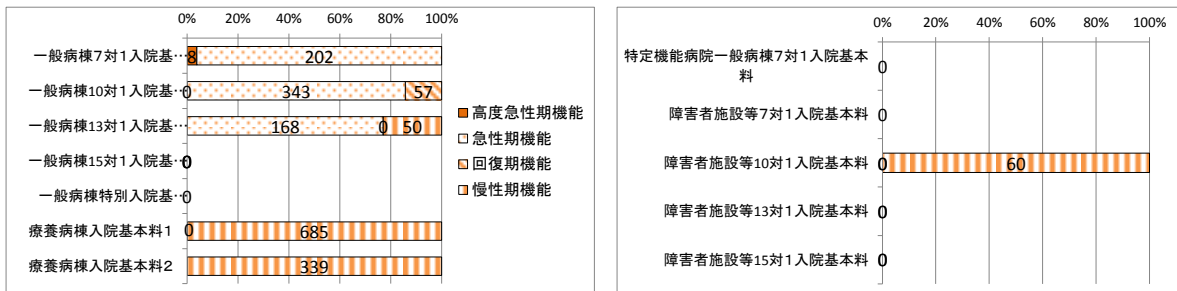 0% 20% 40% 60% 80% 100%
一般病棟7対1入院基…
8 202
一般病棟10対1入院基…
0 343 57
一般病棟13対1入院基…
168 0 50
一般病棟15対1入院基…
0
一般病棟特別入院基…
0
療養病棟入院基本料1
0 685
療養病棟入院基本料2
339
高度急性期機能
急性期機能
回復期機能
慢性期機能
0% 20% 40% 60% 80% 100%
特定機能病院一般病棟7対1入院基本
料
0
障害者施設等7対1入院基本料
0
障害者施設等10対1入院基本料
0 60
障害者施設等13対1入院基本料
0
障害者施設等15対1入院基本料
0